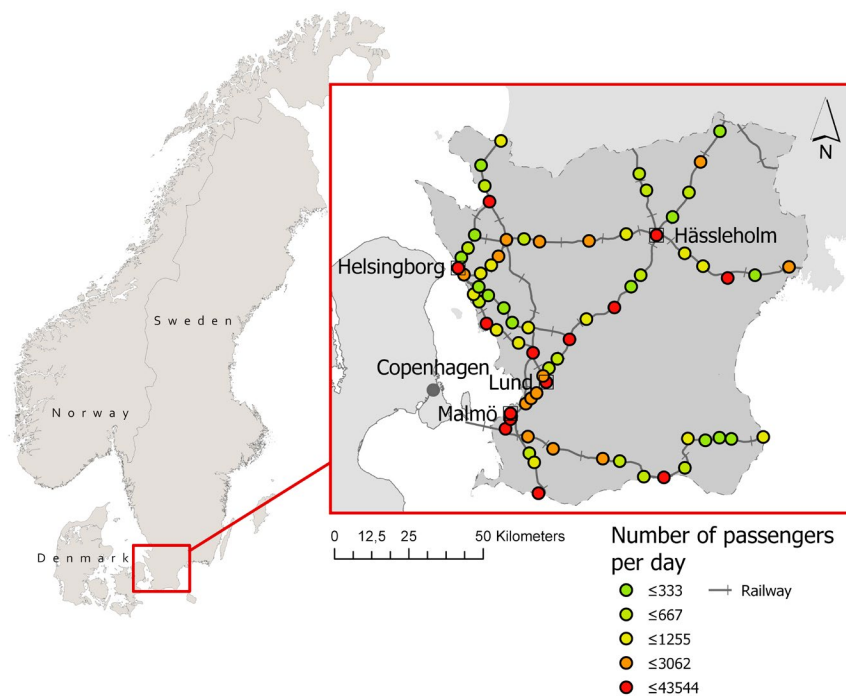 N
Hässleholm
Helsingborg
Sweden
Copenhagen
Lund
Norway
Malmö
0 12,5 25 50 Kilometers
Denmark
Number of passengers
per day
≤333 Railway
≤667
≤1255
≤3062
≤43544